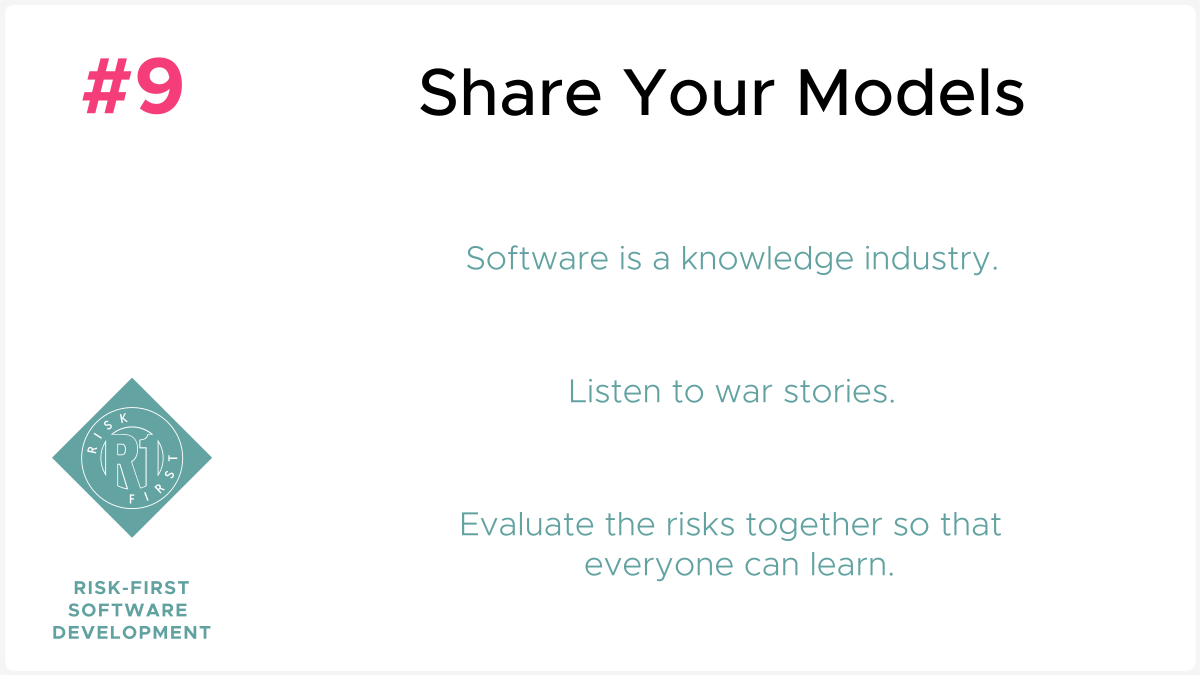 #9
Share Your Models
Software is a knowledge industry.
Listen to war stories.
Evaluate the risks together so that
everyone can learn.
RISK
R1
FIRST
RISK-FIRST
SOFTWARE
DEVELOPMENT